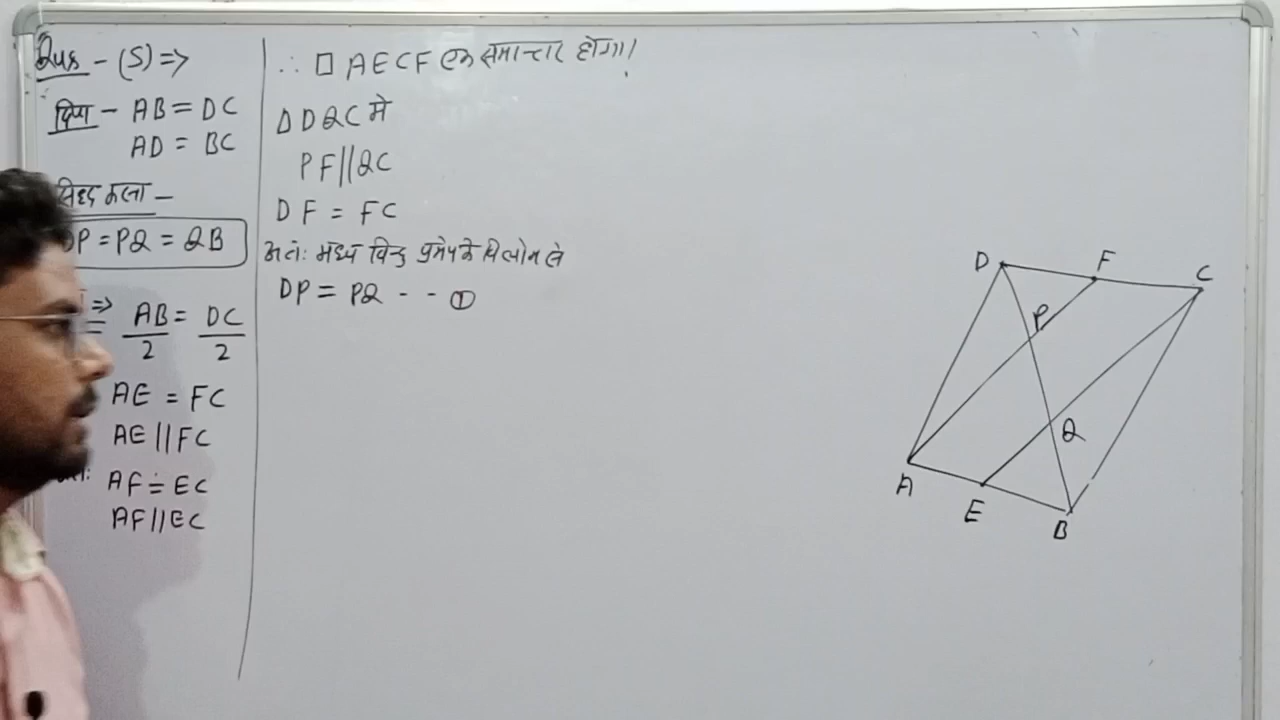 Qus - (5) =>
दिया - AB = DC
AD = BC
सिध्द करना -
DP = PQ = QB
=> AB/2 = DC/2
AE = FC
AE || FC
AF = EC
AF || EC
∴ □ AECF एक समान्तर होगा।
Δ DQC मे
PF || QC
DF = FC
अतः मध्य बिन्दु प्रमेय के विलोम से
DP = PQ - - ①
D F C
P
Q
A E B